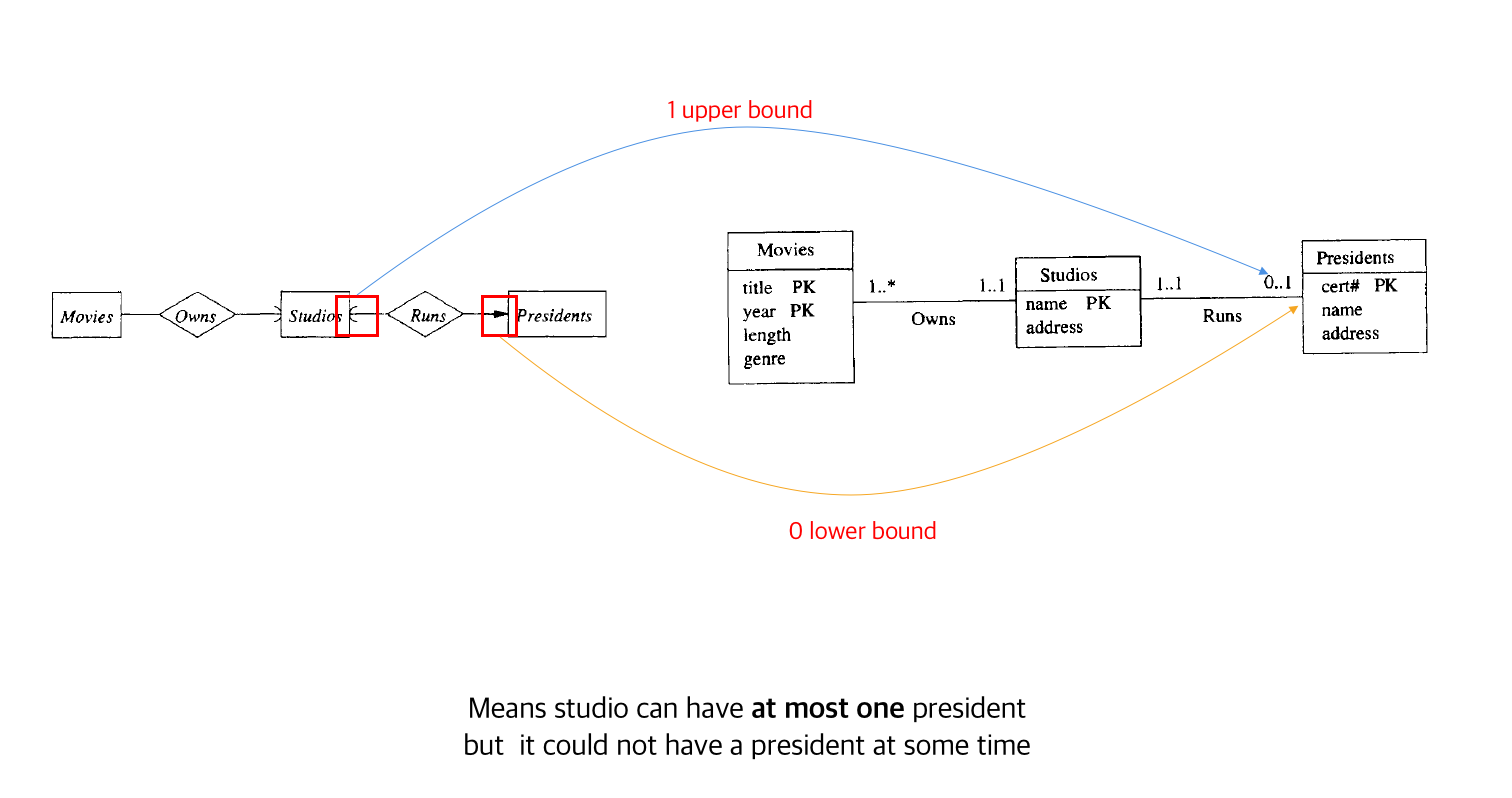 1 upper bound
Movies
Owns
Studios
Runs
Presidents
Movies
title PK
year PK
length
genre
1..*
1..1
Owns
Studios
name PK
address
1..1
0..1
Runs
Presidents
cert# PK
name
address
0 lower bound
Means studio can have at most one president
but it could not have a president at some time